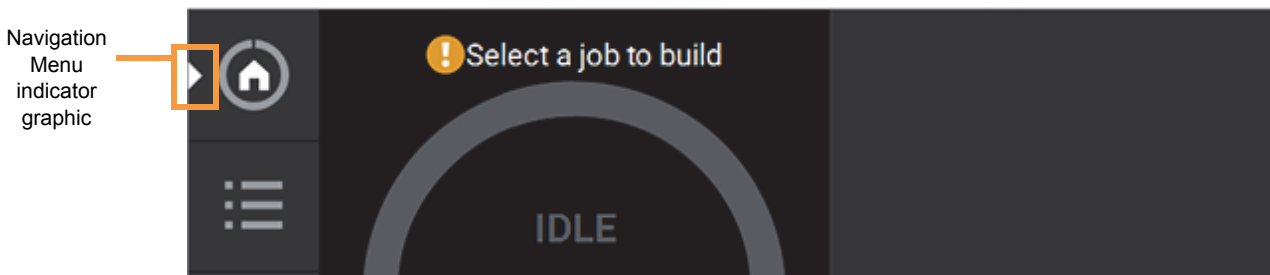 Navigation
Menu
indicator
graphic
Select a job to build
IDLE